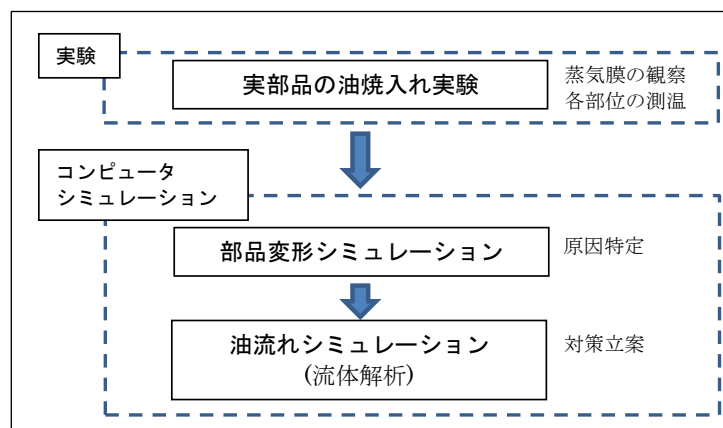 実験
実部品の油焼入れ実験
蒸気膜の観察
各部位の測温
コンピュータ
シミュレーション
部品変形シミュレーション
原因特定
油流れシミュレーション
(流体解析)
対策立案